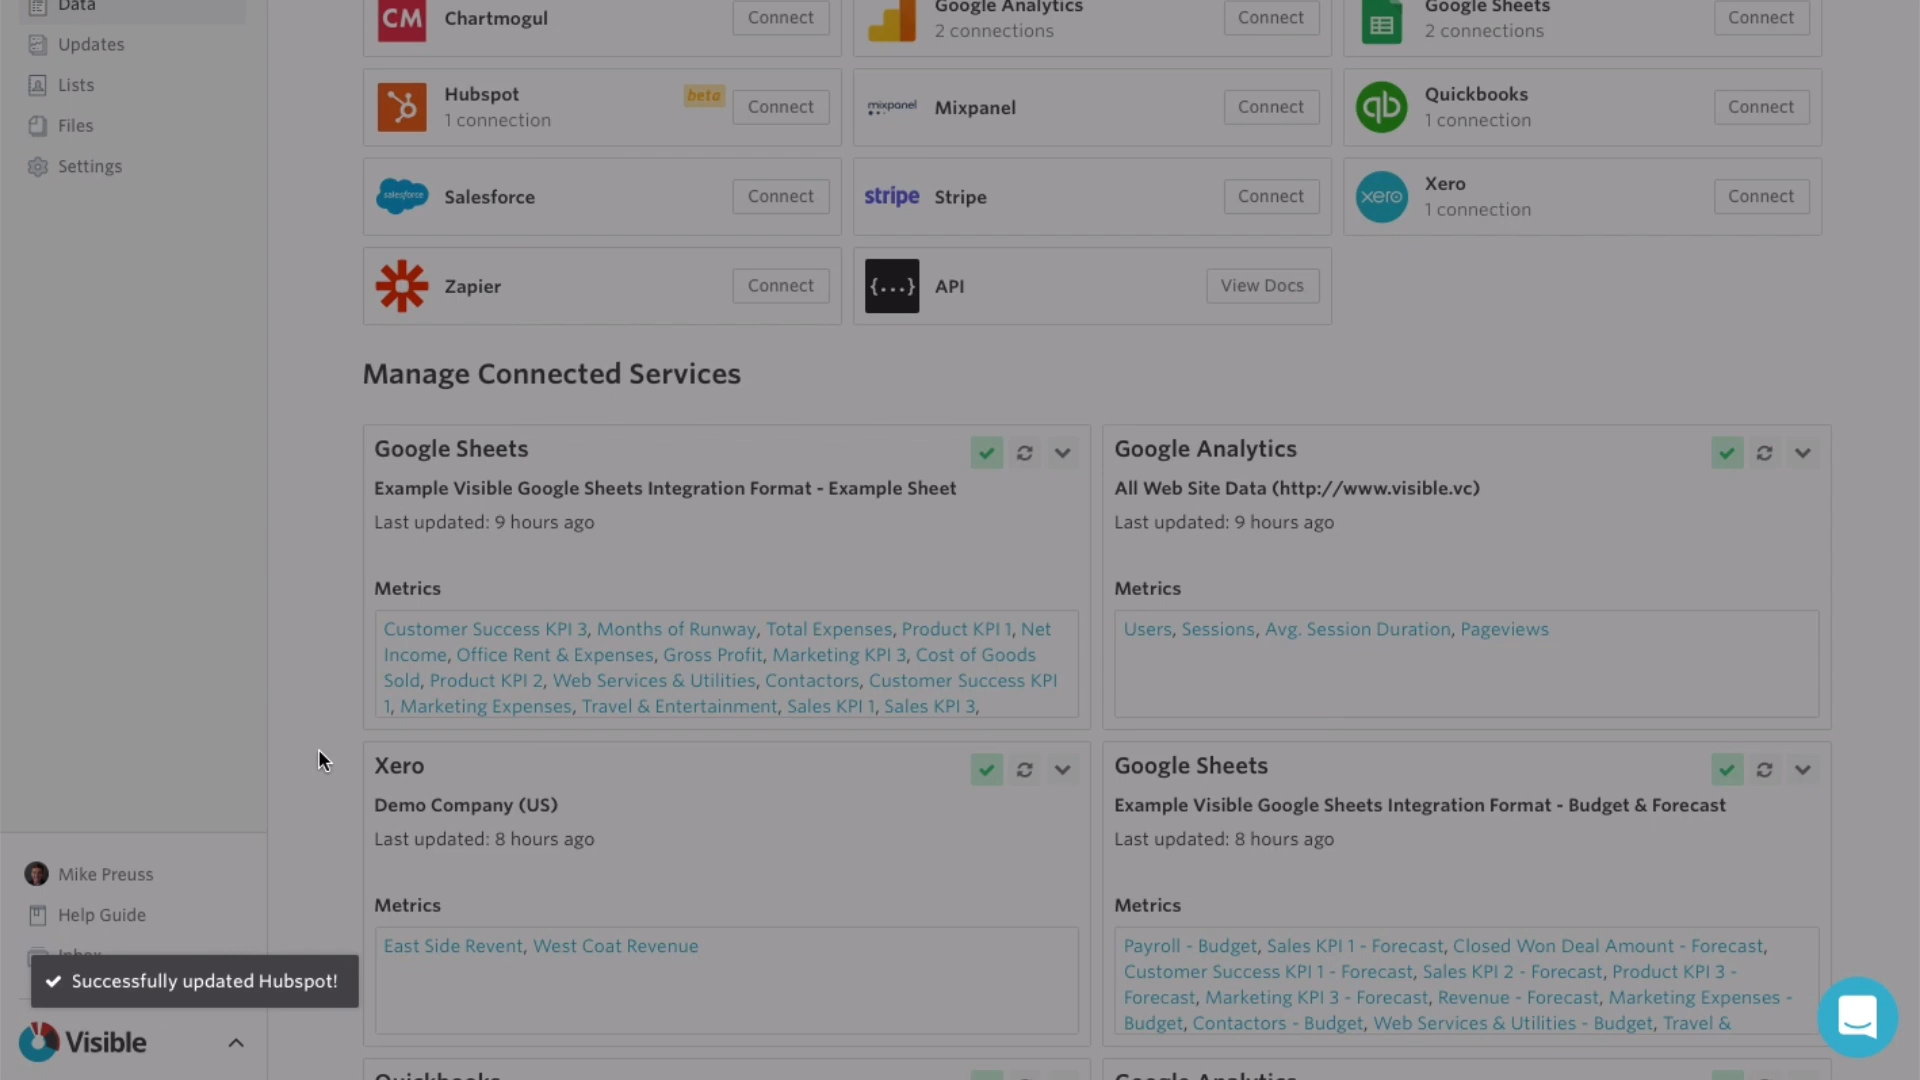 Data
Updates
Lists
Files
Settings
CM Chartmogul Connect
Google Analytics
2 connections
Connect
Google Sheets
2 connections
Connect
Hubspot
1 connection
beta
Connect
mixpanel Mixpanel Connect
qb Quickbooks
1 connection
Connect
salesforce Salesforce Connect
stripe Stripe Connect
xero Xero
1 connection
Connect
Zapier Connect
{...} API View Docs
Manage Connected Services
Google Sheets
Example Visible Google Sheets Integration Format - Example Sheet
Last updated: 9 hours ago
Metrics
Customer Success KPI 3, Months of Runway, Total Expenses, Product KPI 1, Net
Income, Office Rent & Expenses, Gross Profit, Marketing KPI 3, Cost of Goods
Sold, Product KPI 2, Web Services & Utilities, Contactors, Customer Success KPI
1, Marketing Expenses, Travel & Entertainment, Sales KPI 1, Sales KPI 3,
Google Analytics
All Web Site Data (http://www.visible.vc)
Last updated: 9 hours ago
Metrics
Users, Sessions, Avg. Session Duration, Pageviews
Xero
Demo Company (US)
Last updated: 8 hours ago
Metrics
East Side Revent, West Coat Revenue
Google Sheets
Example Visible Google Sheets Integration Format - Budget & Forecast
Last updated: 8 hours ago
Metrics
Payroll - Budget, Sales KPI 1 - Forecast, Closed Won Deal Amount - Forecast,
Customer Success KPI 1 - Forecast, Sales KPI 2 - Forecast, Product KPI 3 -
Forecast, Marketing KPI 3 - Forecast, Revenue - Forecast, Marketing Expenses -
Budget, Contactors - Budget, Web Services & Utilities - Budget, Travel &
Quickbooks
Google Analytics
Mike Preuss
Help Guide
Inbox
Successfully updated Hubspot!
Visible